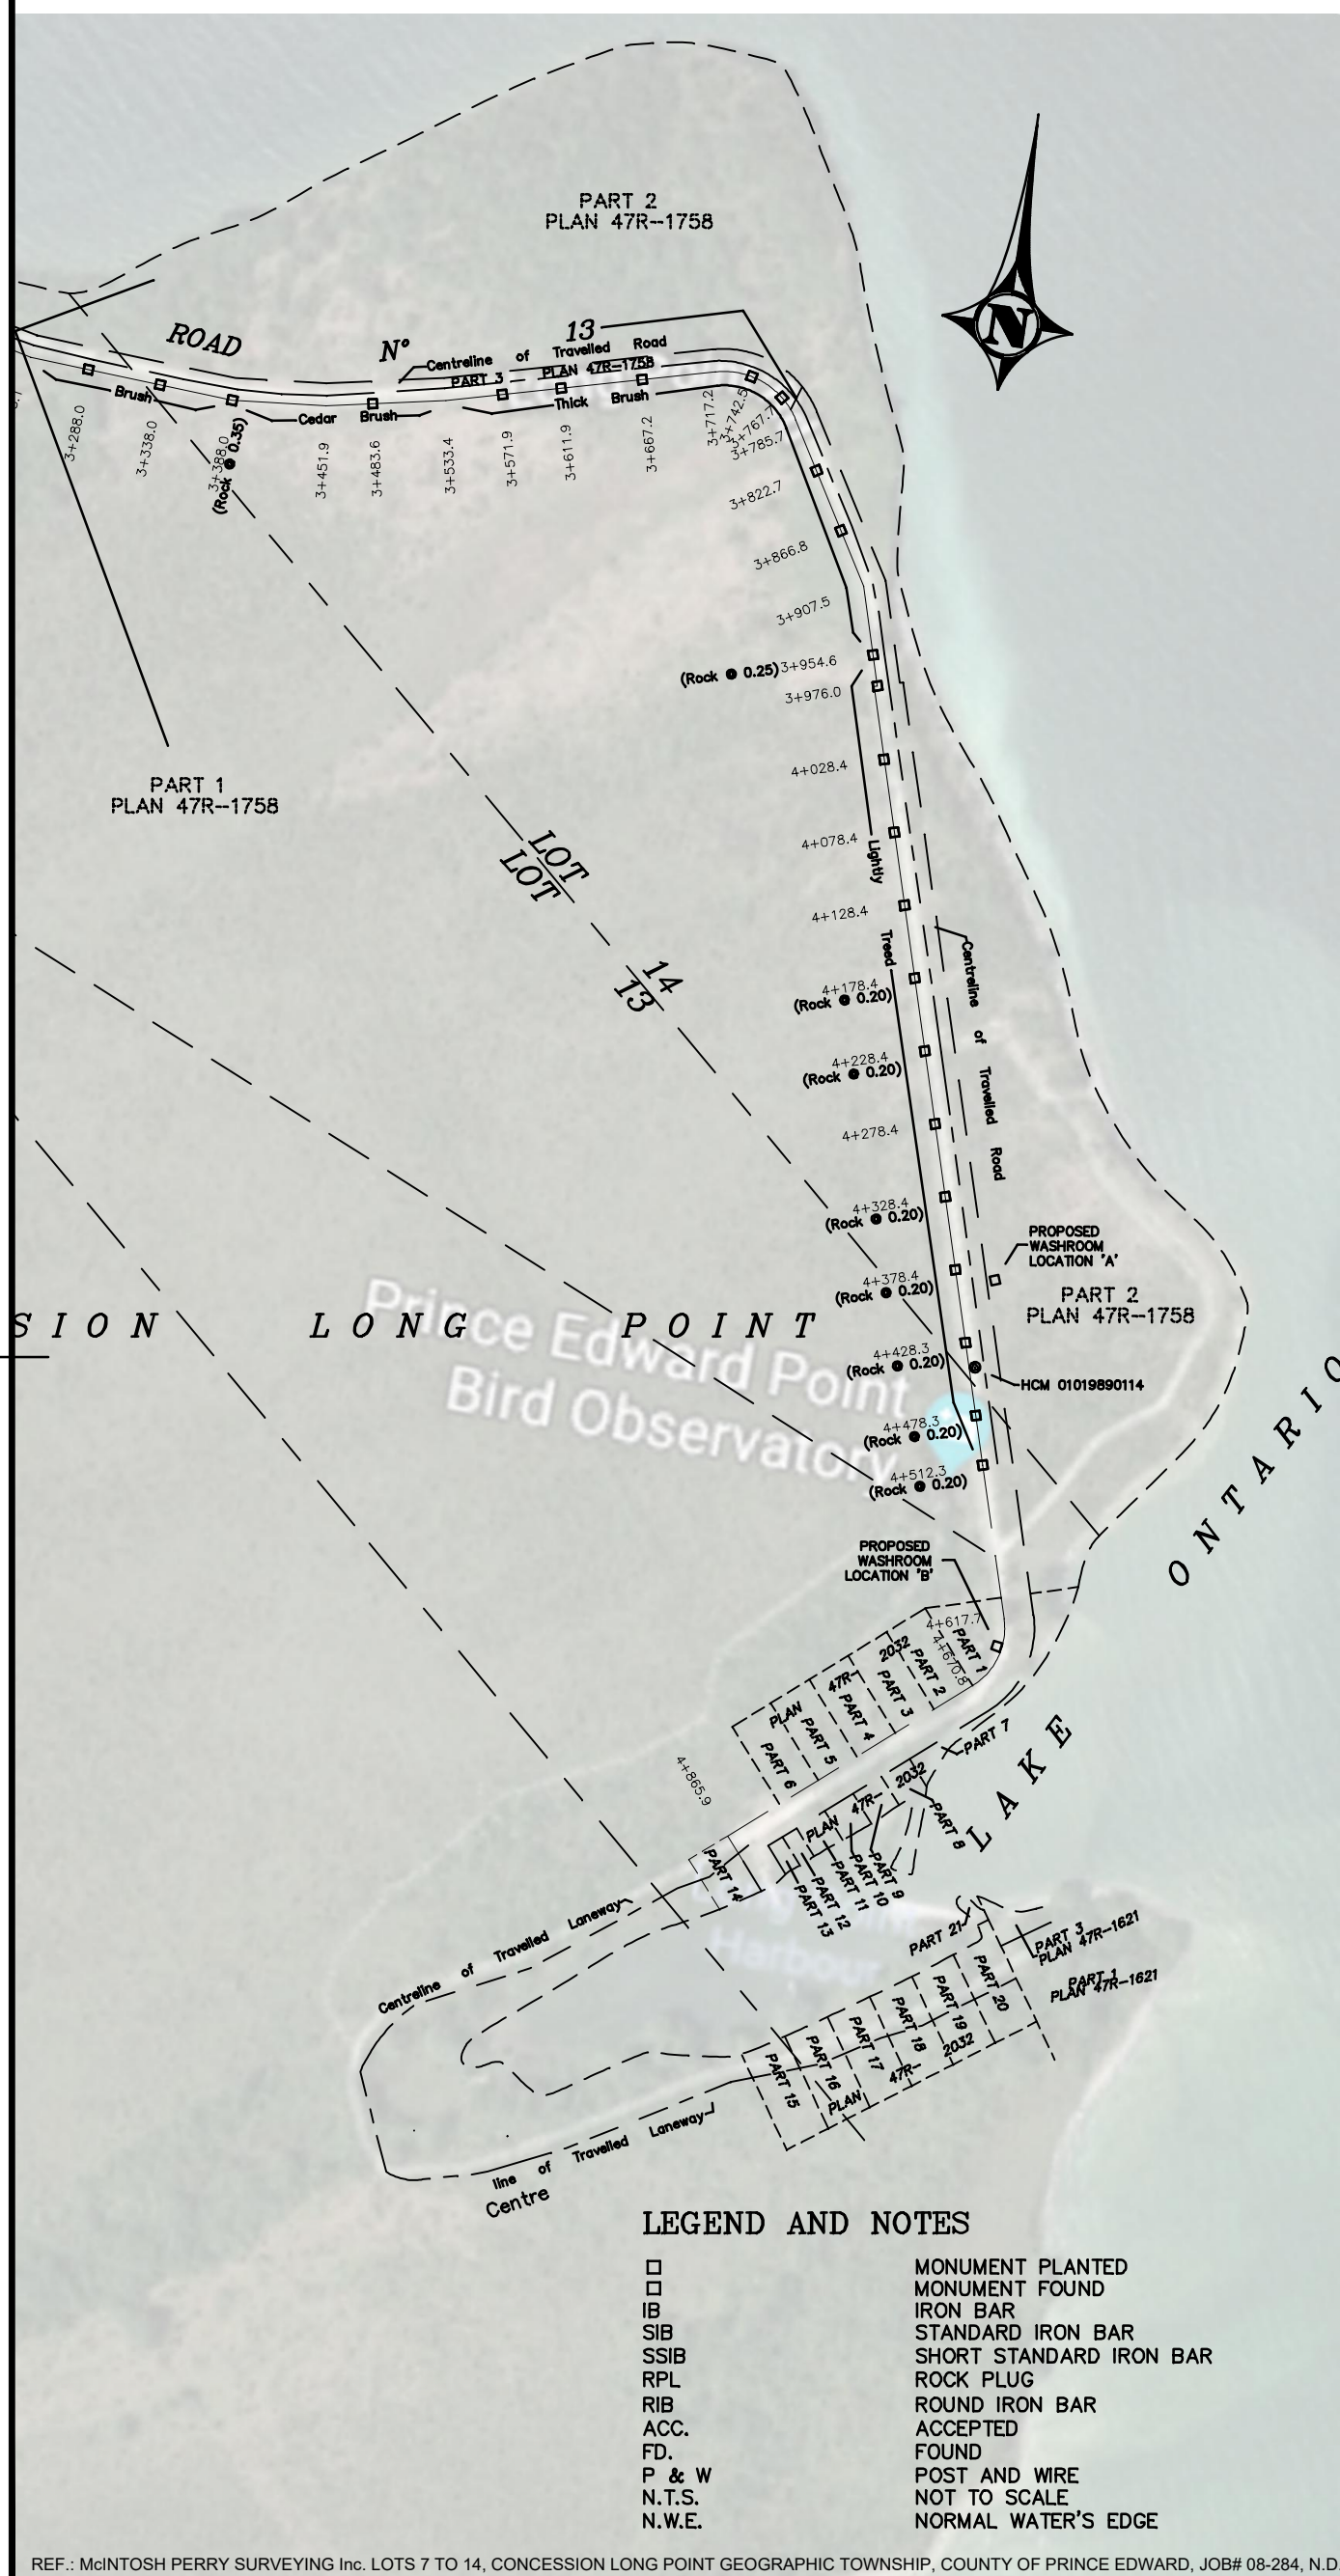 PART 2
PLAN 47R-1758
ROAD N° 13
Centreline of Travelled Road
PART 3 PLAN 47R-1758
Brush
Cedar Brush
Thick Brush
3+288.0
3+338.0
3+388.0
(Rock @ 0.35)
3+451.9
3+483.6
3+533.4
3+571.9
3+611.9
3+667.2
3+717.2
3+742.5
3+767.7
3+785.7
3+822.7
3+866.8
3+907.5
(Rock @ 0.25) 3+954.6
3+976.0
4+028.4
PART 1
PLAN 47R-1758
4+078.4
Lightly Treed
LOT 14
LOT 13
4+128.4
Centreline of Travelled Road
4+178.4
(Rock @ 0.20)
4+228.4
(Rock @ 0.20)
4+278.4
4+328.4
(Rock @ 0.20)
PROPOSED
WASHROOM
LOCATION 'A'
4+378.4
(Rock @ 0.20)
PART 2
PLAN 47R-1758
SION LONG POINT
Prince Edward Point
Bird Observatory
4+428.3
(Rock @ 0.20)
HCM 01019890114
4+478.3
(Rock @ 0.20)
4+512.3
(Rock @ 0.20)
LAKE ONTARIO
PROPOSED
WASHROOM
LOCATION 'B'
4+617.7
4+670.8
PART 1
PART 2
PART 3
PART 4
PART 5
PART 6
PLAN 47R-2032
4+865.9
PART 7
PART 8
PART 9
PART 10
PART 11
PART 12
PART 13
PLAN 47R-2032
PART 14
Centreline of Travelled Laneway
Harbour
PART 21
PART 3
PLAN 47R-1621
PART 1
PLAN 47R-1621
PART 20
PART 19
PART 18
PART 17
PART 16
PART 15
PLAN 47R-2032
Centre line of Travelled Laneway
LEGEND AND NOTES
□ MONUMENT PLANTED
□ MONUMENT FOUND
IB IRON BAR
SIB STANDARD IRON BAR
SSIB SHORT STANDARD IRON BAR
RPL ROCK PLUG
RIB ROUND IRON BAR
ACC. ACCEPTED
FD. FOUND
P & W POST AND WIRE
N.T.S. NOT TO SCALE
N.W.E. NORMAL WATER'S EDGE
N
REF.: McINTOSH PERRY SURVEYING Inc. LOTS 7 TO 14, CONCESSION LONG POINT GEOGRAPHIC TOWNSHIP, COUNTY OF PRINCE EDWARD, JOB# 08-284, N.D.